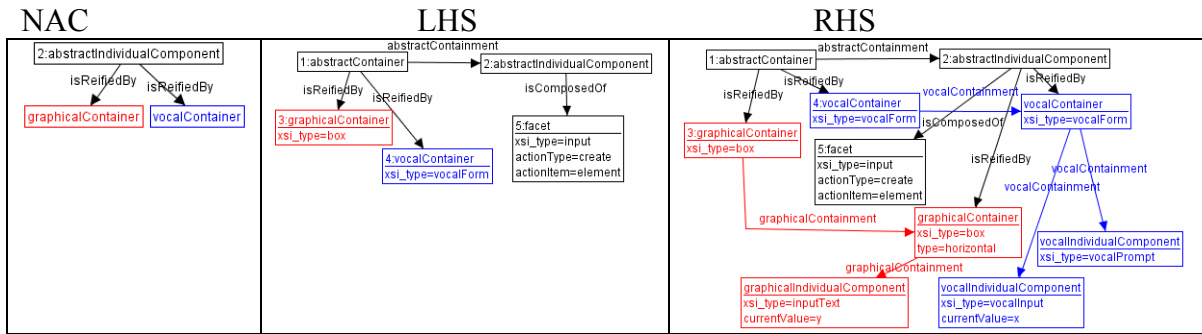 NAC
LHS
RHS
2:abstractIndividualComponent
isReifiedBy
isReifiedBy
graphicalContainer
vocalContainer
abstractContainment
1:abstractContainer
2:abstractIndividualComponent
isReifiedBy
isReifiedBy
isComposedOf
3:graphicalContainer
xsi_type=box
4:vocalContainer
xsi_type=vocalForm
5:facet
xsi_type=input
actionType=create
actionItem=element
abstractContainment
1:abstractContainer
2:abstractIndividualComponent
isReifiedBy
isReifiedBy
isReifiedBy
vocalContainment
4:vocalContainer
xsi_type=vocalForm
vocalContainer
xsi_type=vocalForm
3:graphicalContainer
xsi_type=box
isComposedOf
5:facet
xsi_type=input
actionType=create
actionItem=element
isReifiedBy
vocalContainment
vocalContainment
graphicalContainment
graphicalContainer
xsi_type=box
type=horizontal
vocalIndividualComponent
xsi_type=vocalPrompt
graphicalContainment
graphicalIndividualComponent
xsi_type=inputText
currentValue=y
vocalIndividualComponent
xsi_type=vocalInput
currentValue=x